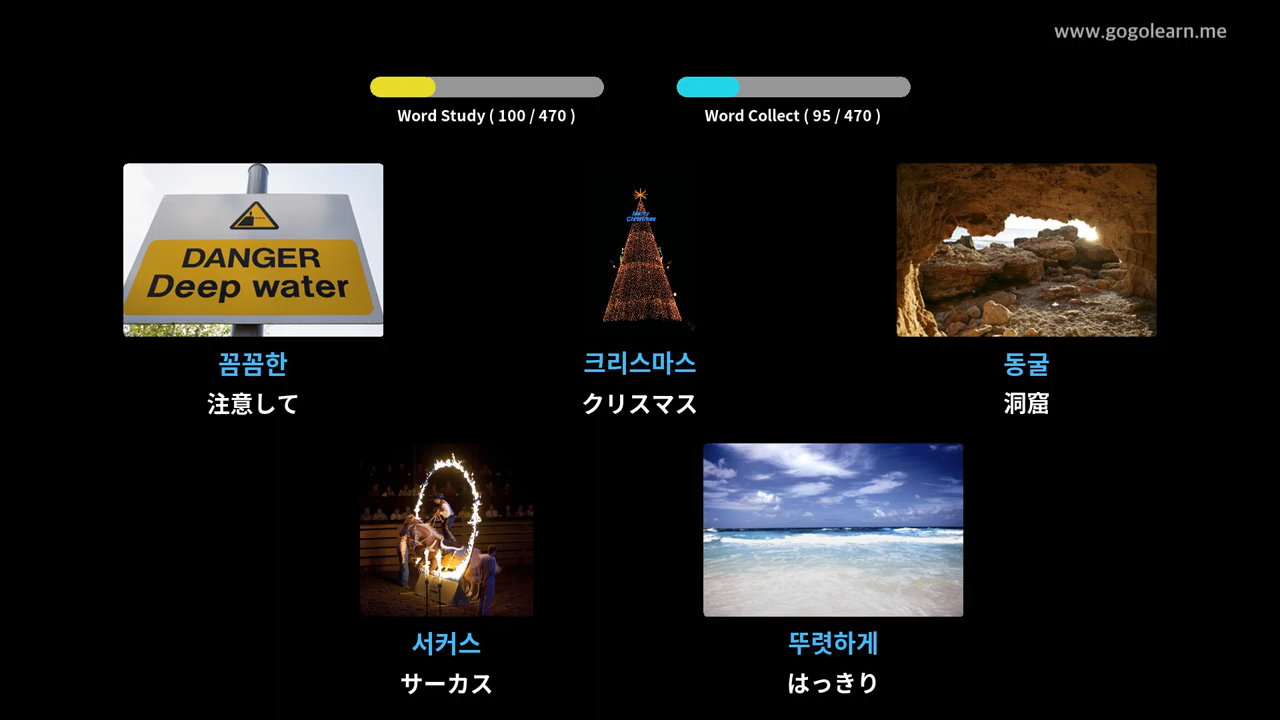 www.gogolearn.me
Word Study ( 100 / 470 )
Word Collect ( 95 / 470 )
DANGER
Deep water
Merry
Christmas
꼼꼼한
크리스마스
동굴
注意して
クリスマス
洞窟
서커스
뚜렷하게
サーカス
はっきり